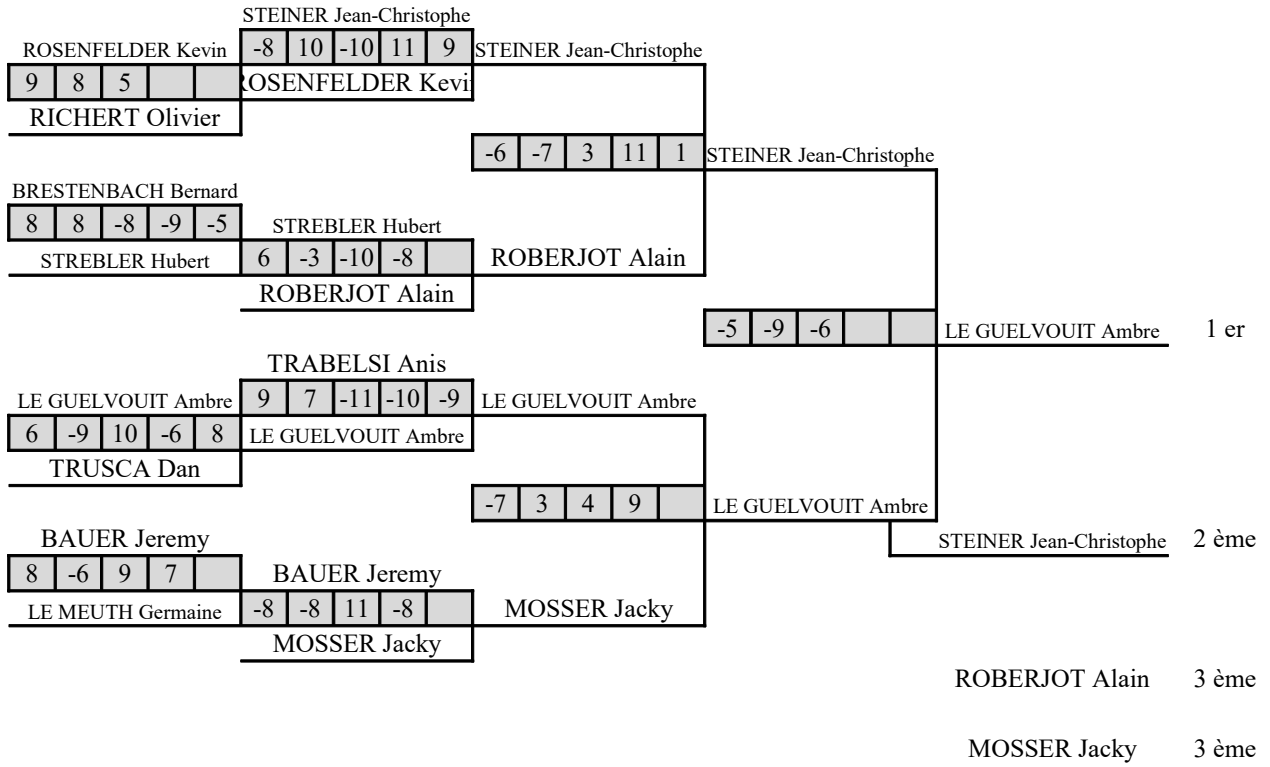 STEINER Jean-Christophe
ROSENFELDER Kevin -8 10 -10 11 9 STEINER Jean-Christophe
9 8 5 ROSENFELDER Kevi
RICHERT Olivier
-6 -7 3 11 1 STEINER Jean-Christophe
BRESTENBACH Bernard
8 8 -8 -9 -5 STREBLER Hubert
STREBLER Hubert 6 -3 -10 -8 ROBERJOT Alain
ROBERJOT Alain
-5 -9 -6 LE GUELVOUIT Ambre 1 er
TRABELSI Anis
LE GUELVOUIT Ambre 9 7 -11 -10 -9 LE GUELVOUIT Ambre
6 -9 10 -6 8 LE GUELVOUIT Ambre
TRUSCA Dan
-7 3 4 9 LE GUELVOUIT Ambre
BAUER Jeremy STEINER Jean-Christophe 2 ème
8 -6 9 7 BAUER Jeremy
LE MEUTH Germaine -8 -8 11 -8 MOSSER Jacky
MOSSER Jacky
ROBERJOT Alain 3 ème
MOSSER Jacky 3 ème